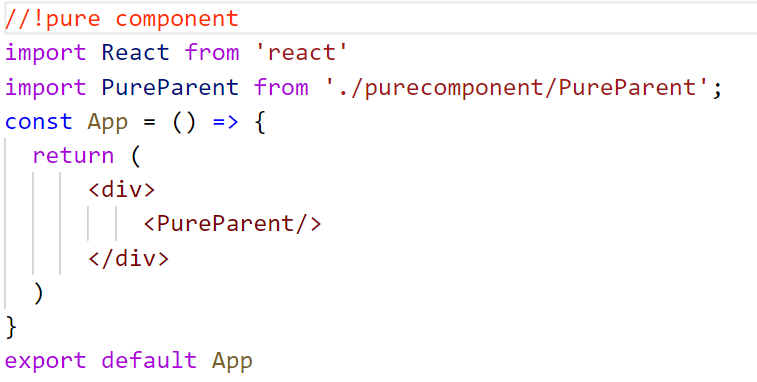 //!pure component
import React from 'react'
import PureParent from './purecomponent/PureParent';
const App = () => {
  return (
      <div>
          <PureParent/>
      </div>
  )
}
export default App